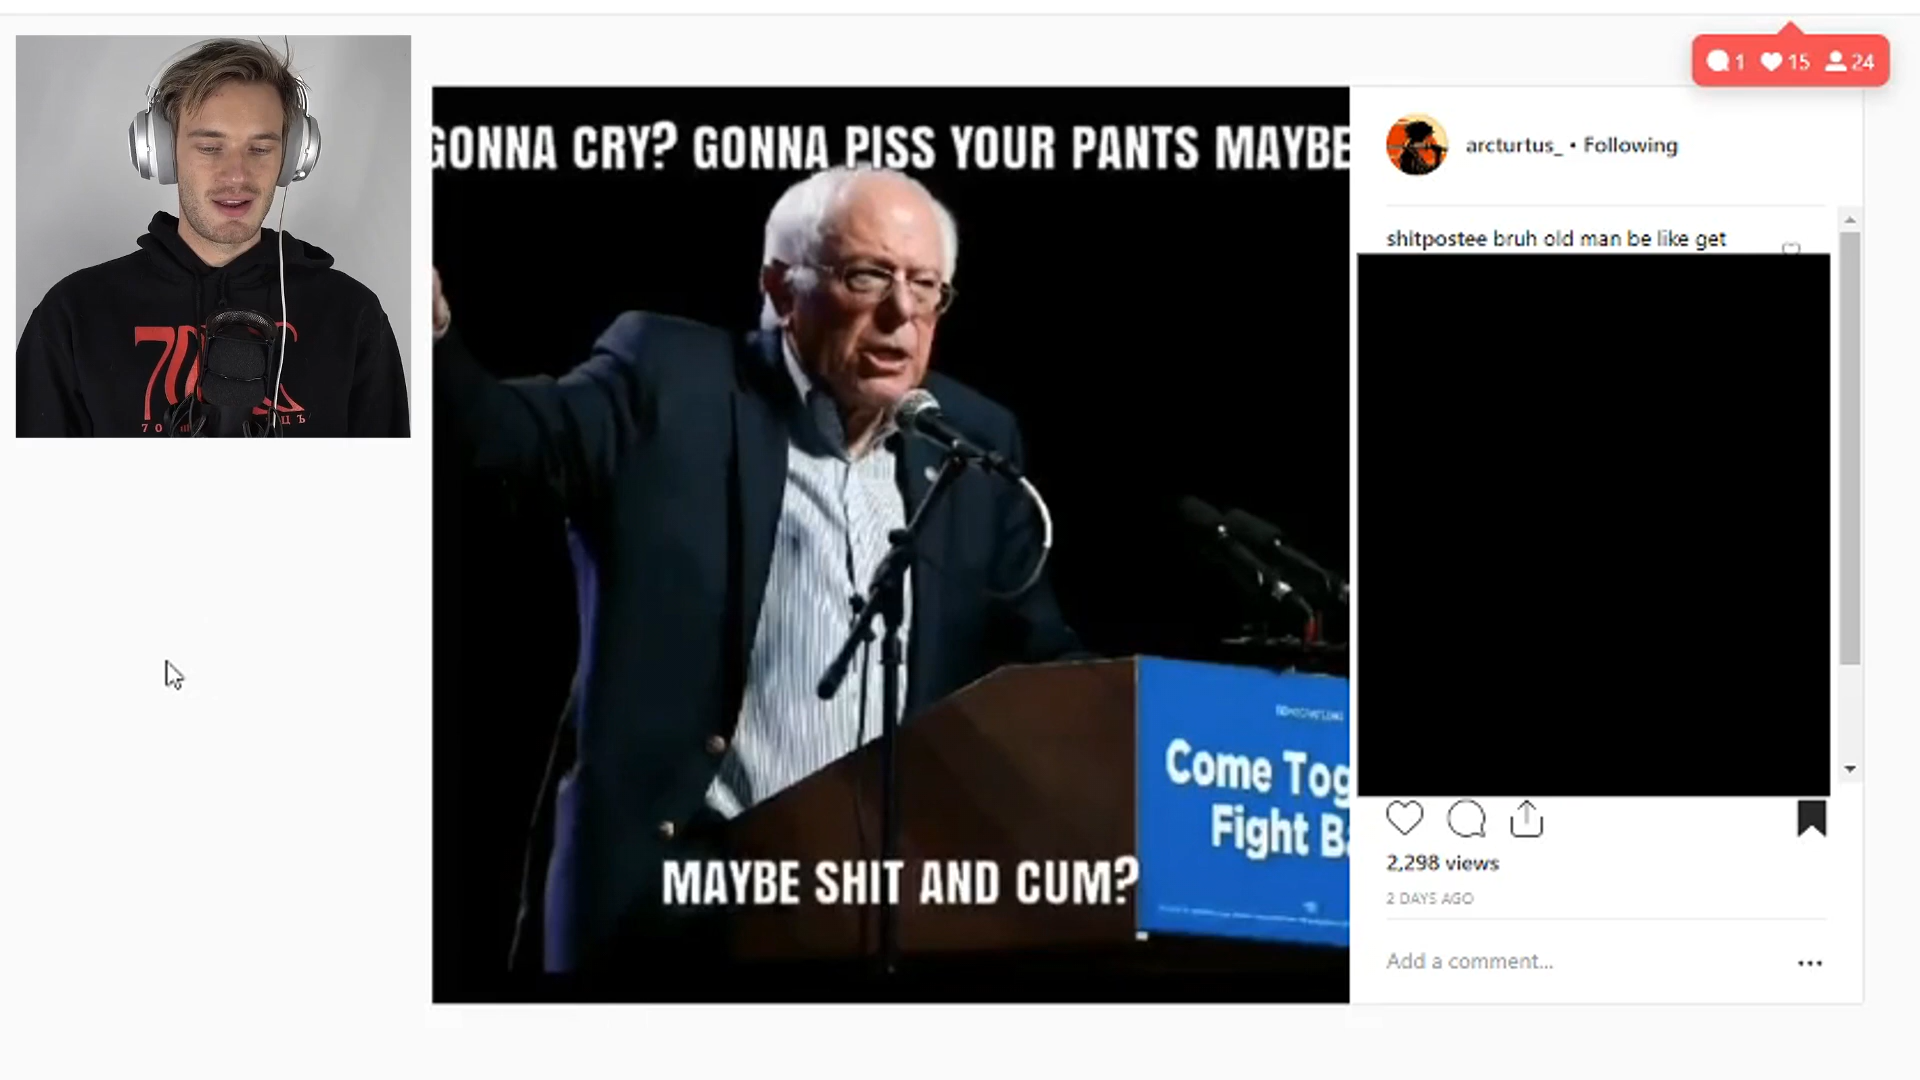 1 15 24
GONNA CRY? GONNA PISS YOUR PANTS MAYBE
MAYBE SHIT AND CUM?
Come Tog
Fight B
arcturtus_ • Following
shitpostee bruh old man be like get
2,298 views
2 DAYS AGO
Add a comment...